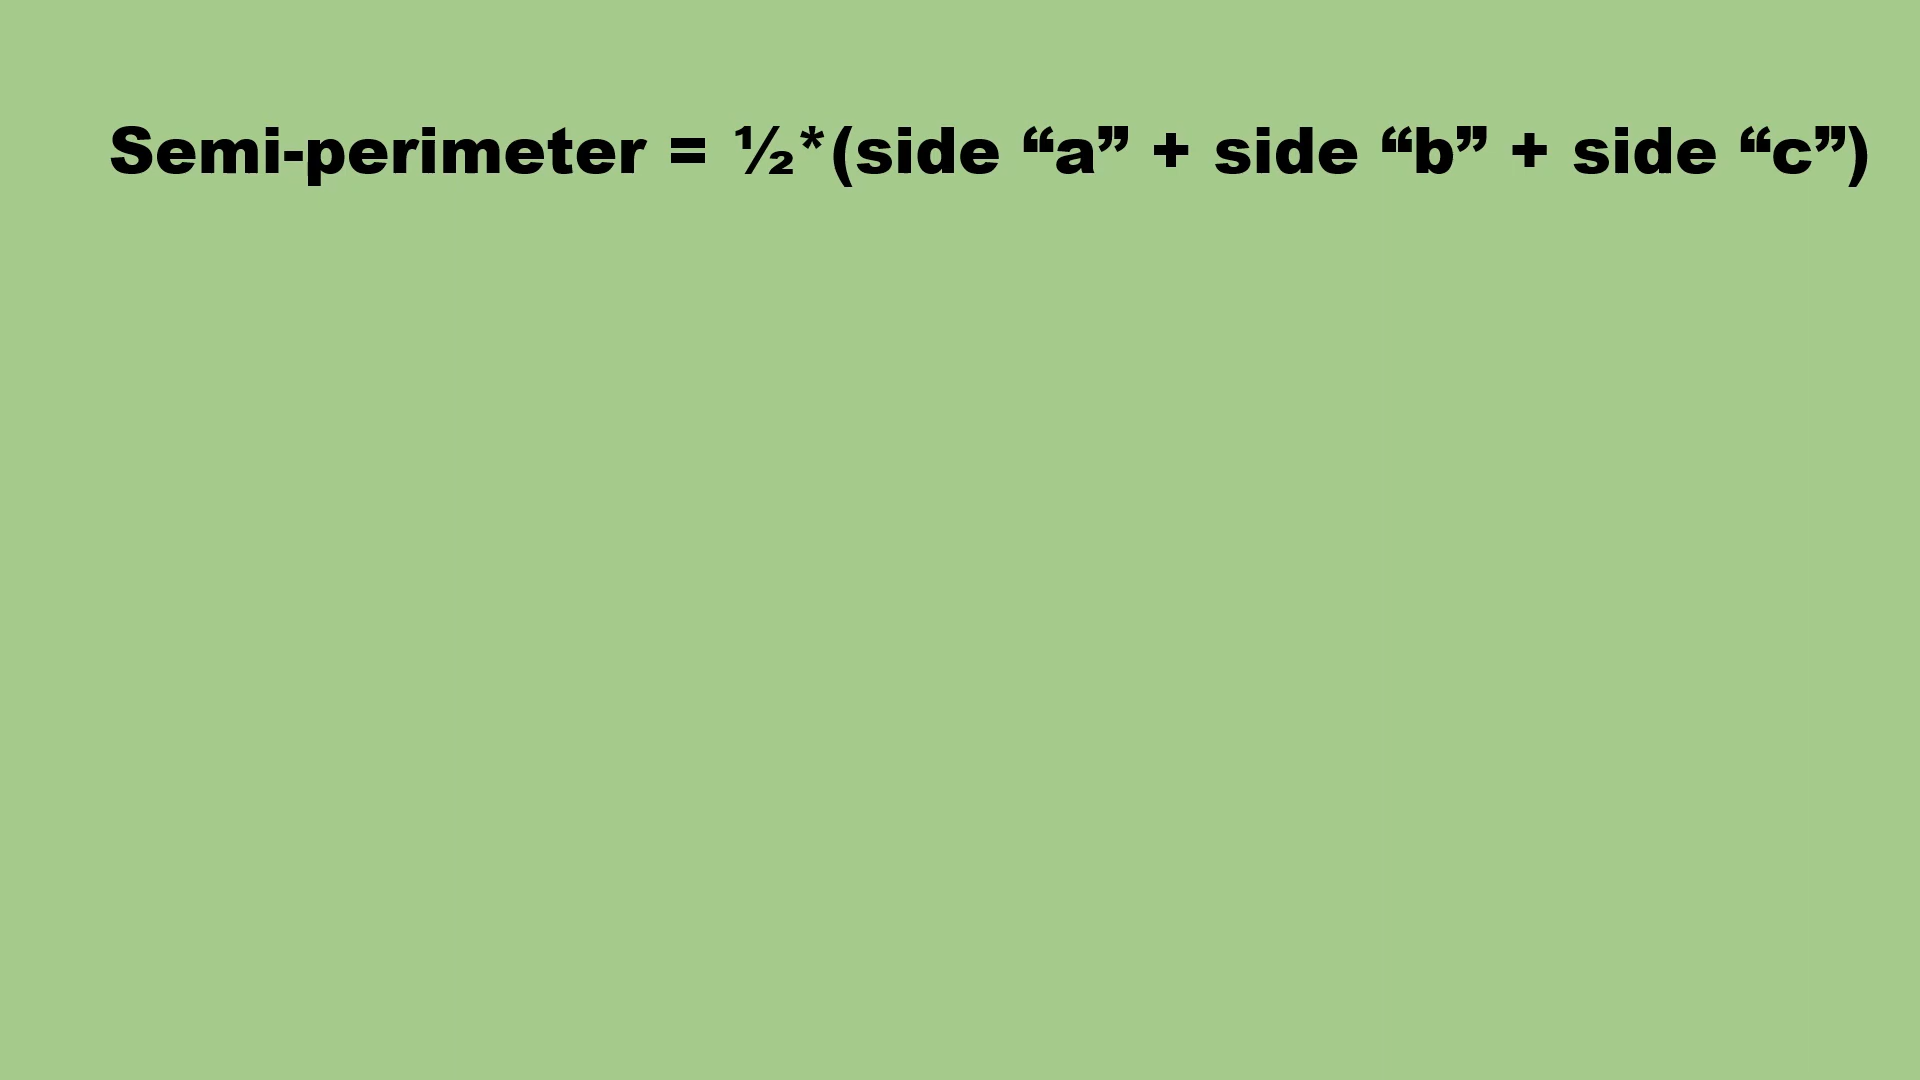 Semi-perimeter = ½*(side “a” + side “b” + side “c”)